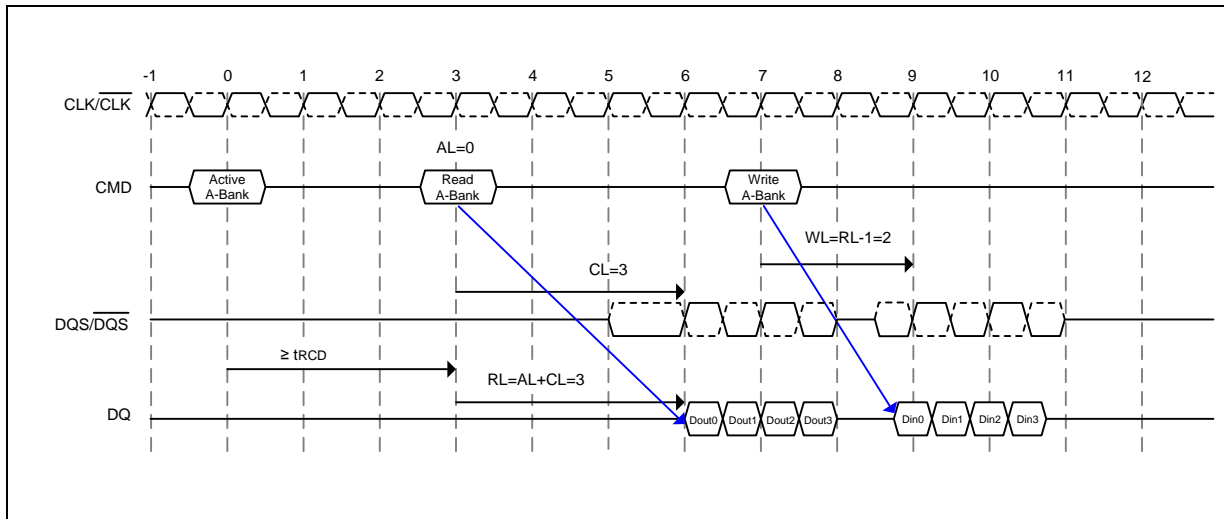 -1 0 1 2 3 4 5 6 7 8 9 10 11 12
CLK/CLK
AL=0
CMD
Active
A-Bank
Read
A-Bank
Write
A-Bank
WL=RL-1=2
CL=3
DQS/DQS
≥ tRCD
RL=AL+CL=3
DQ
Dout0 Dout1 Dout2 Dout3 Din0 Din1 Din2 Din3